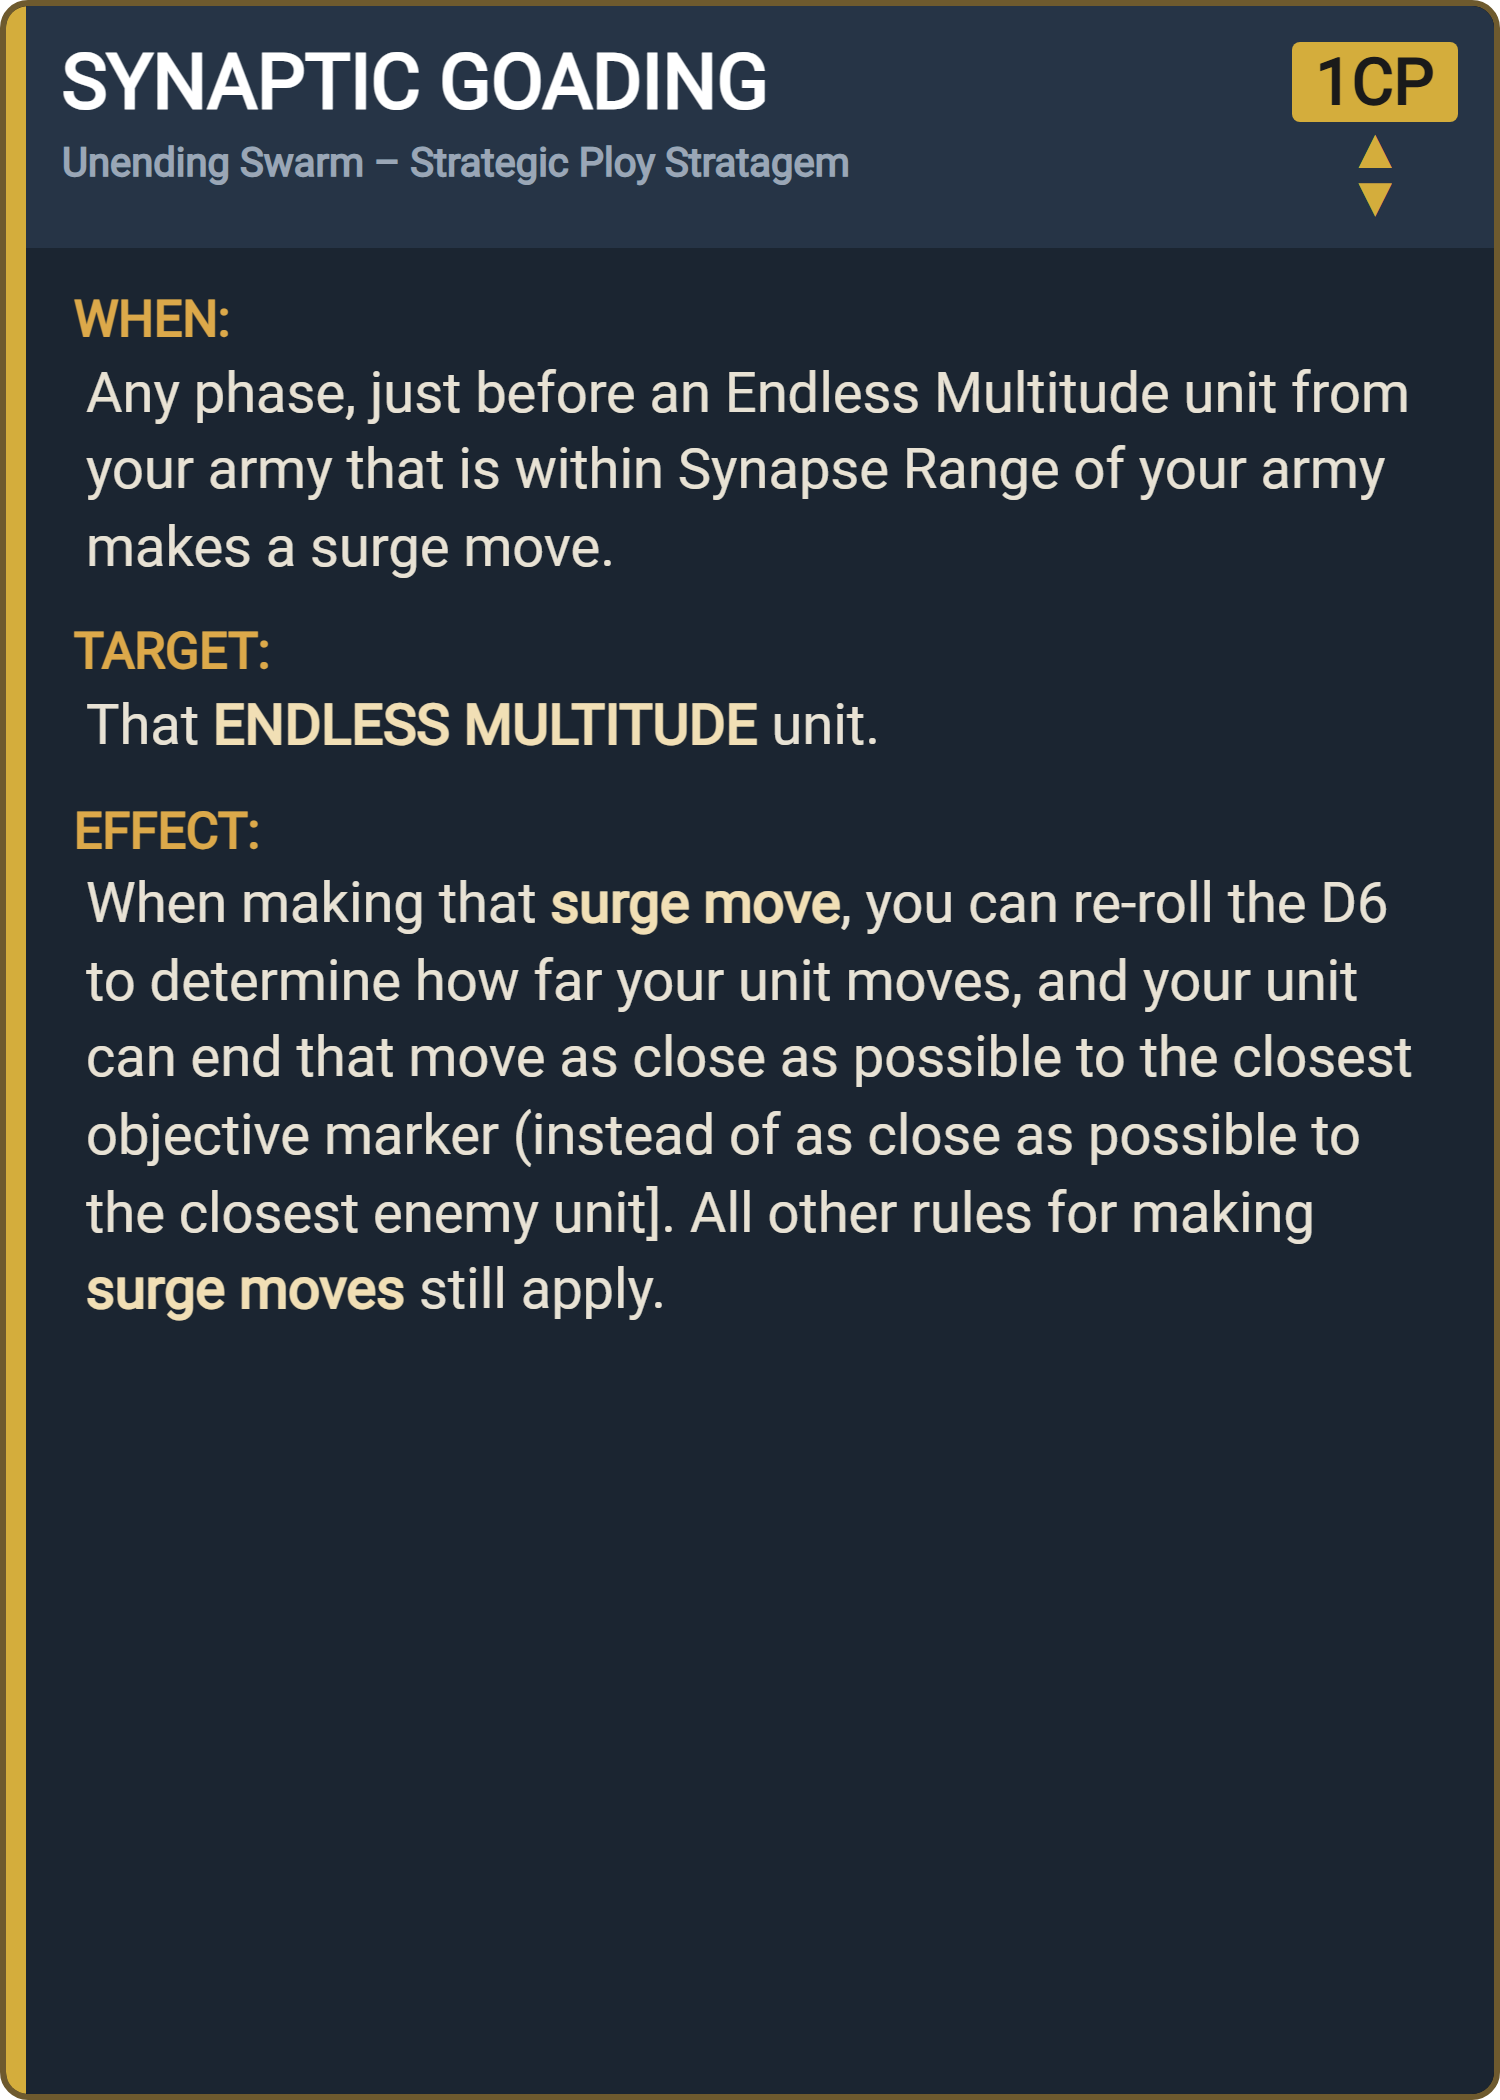 SYNAPTIC GOADING
1CP
Unending Swarm – Strategic Ploy Stratagem
▲
▼
WHEN:
Any phase, just before an Endless Multitude unit from
your army that is within Synapse Range of your army
makes a surge move.
TARGET:
That ENDLESS MULTITUDE unit.
EFFECT:
When making that surge move, you can re-roll the D6
to determine how far your unit moves, and your unit
can end that move as close as possible to the closest
objective marker (instead of as close as possible to
the closest enemy unit]. All other rules for making
surge moves still apply.